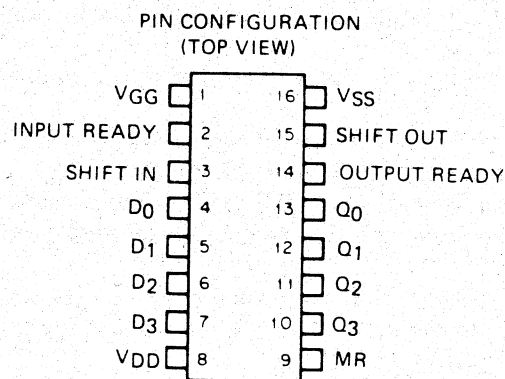 PIN CONFIGURATION
(TOP VIEW)
VGG 1 16 VSS
INPUT READY 2 15 SHIFT OUT
SHIFT IN 3 14 OUTPUT READY
D0 4 13 Q0
D1 5 12 Q1
D2 6 11 Q2
D3 7 10 Q3
VDD 8 9 MR